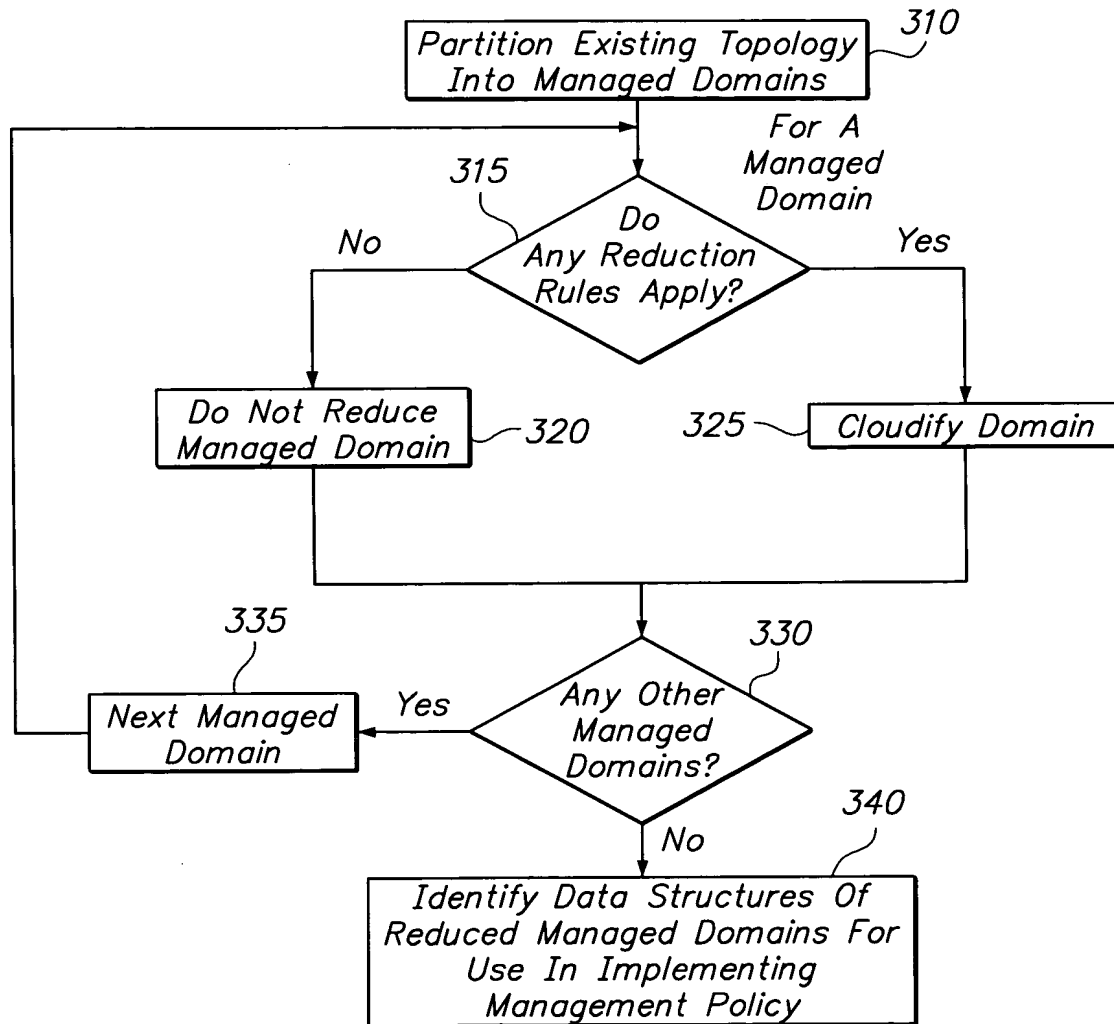 310
Partition Existing Topology
Into Managed Domains
For A
Managed
Domain
315
Do
Any Reduction
Rules Apply?
No
Yes
Do Not Reduce
Managed Domain
320
325
Cloudify Domain
335
330
Next Managed
Domain
Yes
Any Other
Managed
Domains?
No
340
Identify Data Structures Of
Reduced Managed Domains For
Use In Implementing
Management Policy